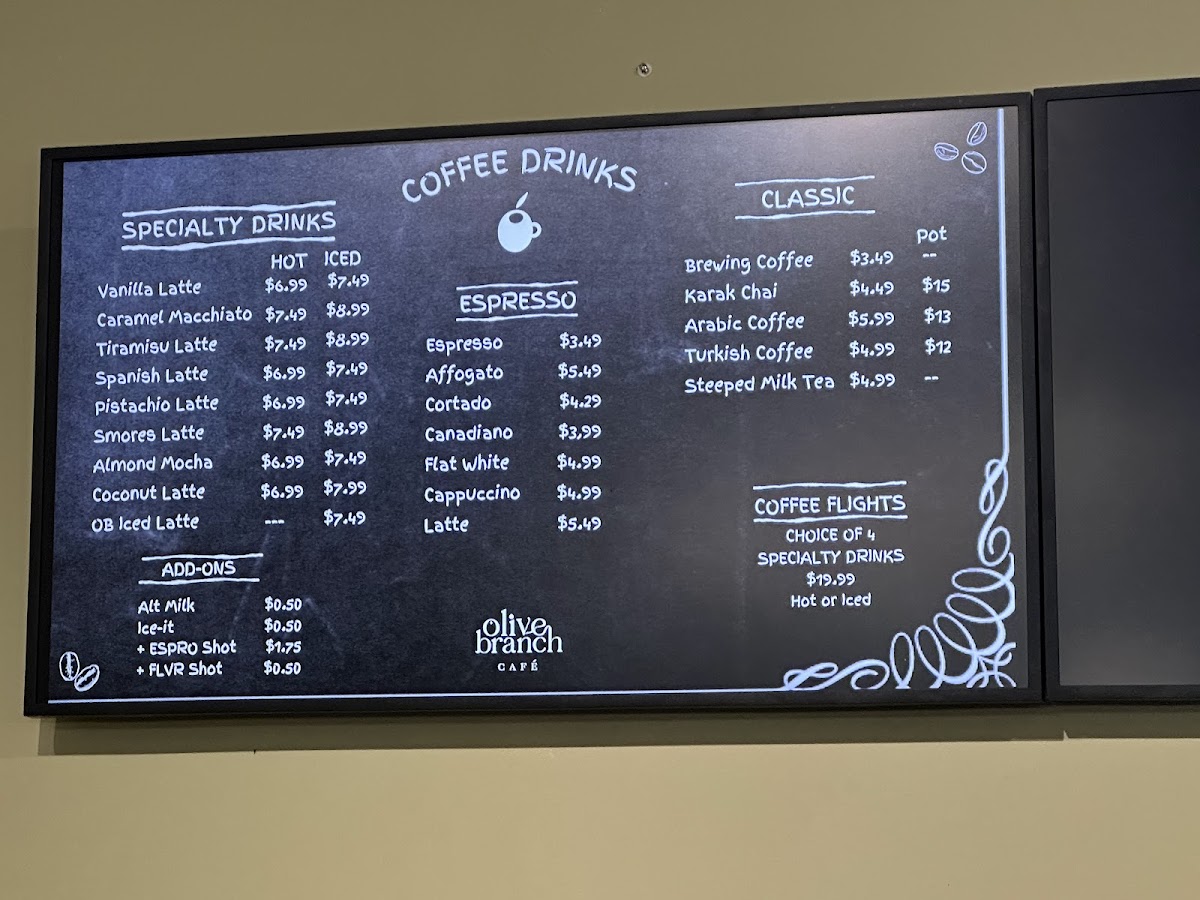 COFFEE DRINKS
SPECIALTY DRINKS
HOT ICED
Vanilla Latte $6.99 $7.49
Caramel Macchiato $7.49 $8.99
Tiramisu Latte $7.49 $8.99
Spanish Latte $6.99 $7.49
Pistachio Latte $6.99 $7.49
Smores Latte $7.49 $8.99
Almond Mocha $6.99 $7.49
Coconut Latte $6.99 $7.99
OB Iced Latte --- $7.49
ADD-ONS
Alt Milk $0.50
Ice-it $0.50
+ ESPRO Shot $1.75
+ FLVR Shot $0.50
ESPRESSO
Espresso $3.49
Affogato $5.49
Cortado $4.29
Canadiano $3.99
Flat White $4.99
Cappuccino $4.99
Latte $5.49
olive
branch
CAFÉ
CLASSIC
Pot
Brewing Coffee $3.49 --
Karak Chai $4.49 $15
Arabic Coffee $5.99 $13
Turkish Coffee $4.99 $12
Steeped Milk Tea $4.99 --
COFFEE FLIGHTS
CHOICE OF 4
SPECIALTY DRINKS
$19.99
Hot or Iced